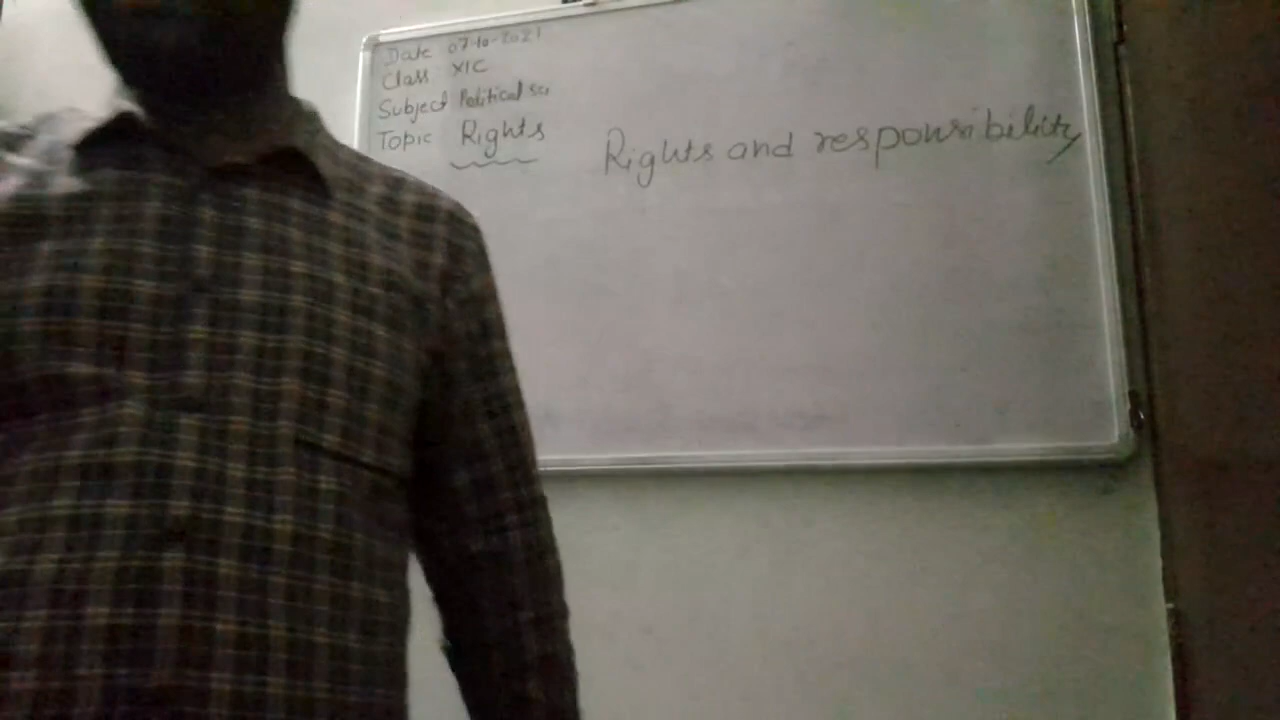 Date 07-10-2021
Class XIC
Subject Political sci
Topic Rights
Rights and responsibility